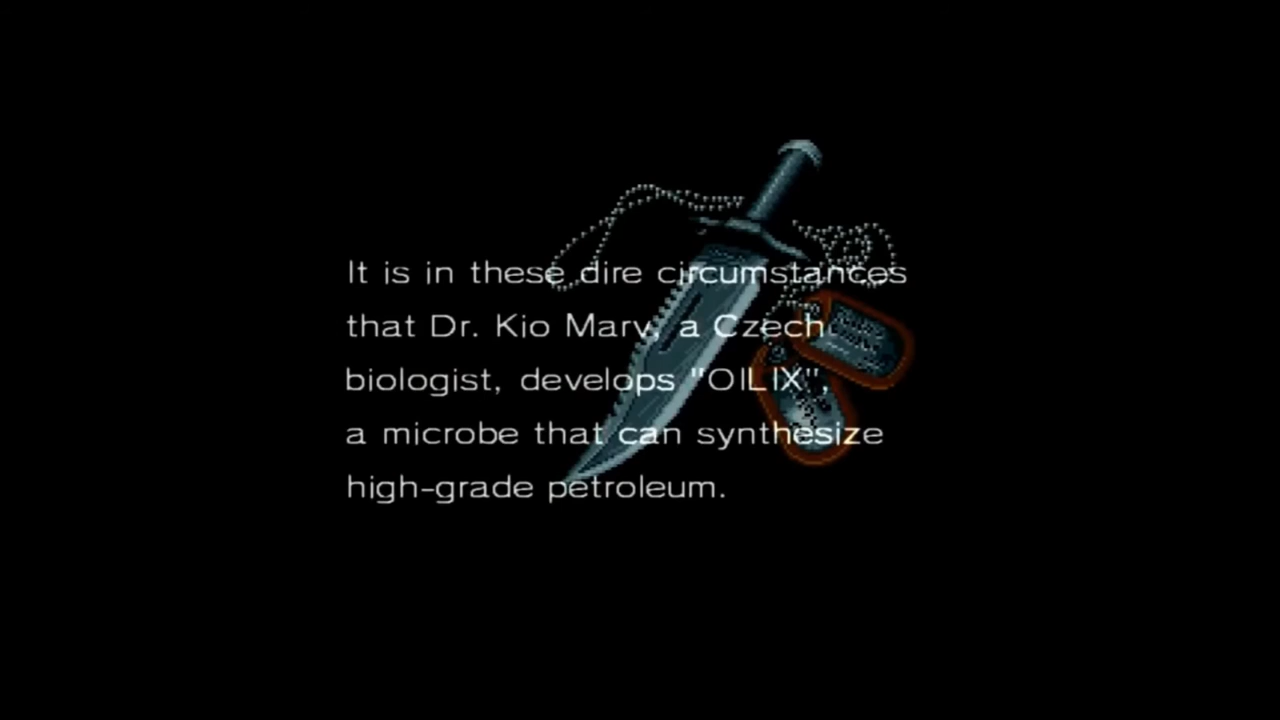 It is in these dire circumstances
that Dr. Kio Marv, a Czech
biologist, develops "OILIX",
a microbe that can synthesize
high-grade petroleum.